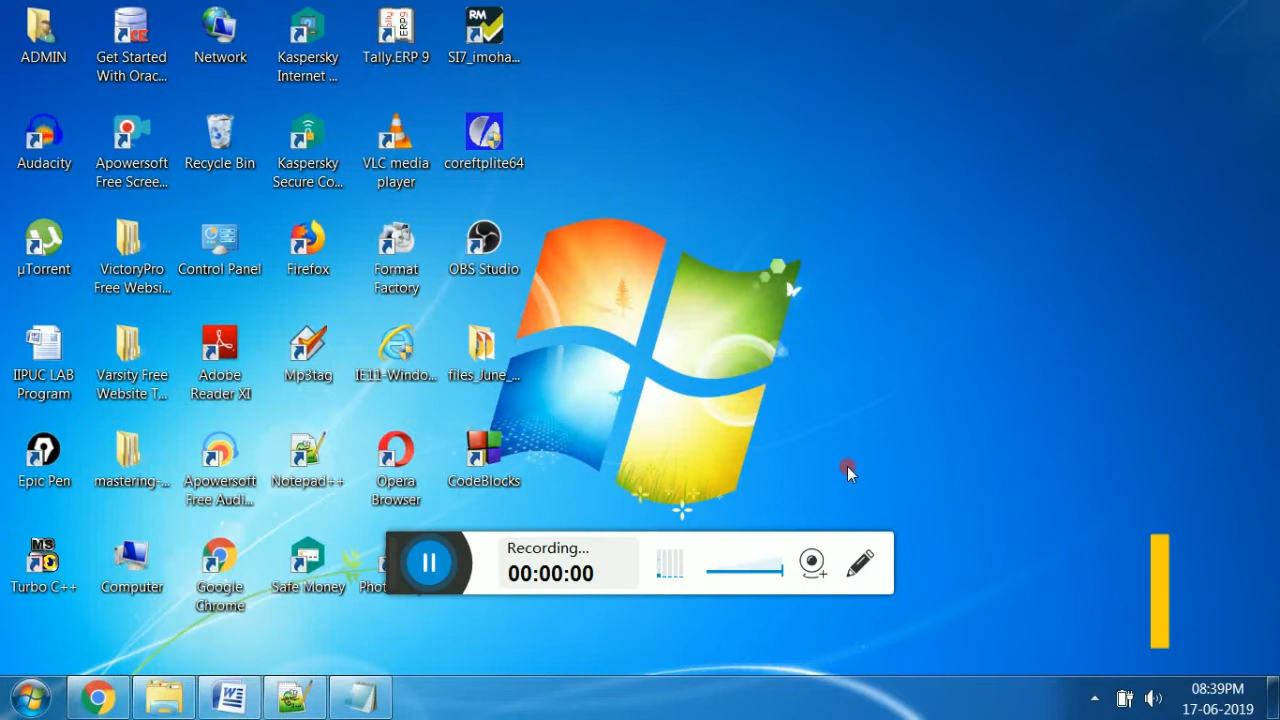 ADMIN
Get Started
With Orac...
Network
Kaspersky
Internet ...
Tally.ERP 9
SI7_imoha...
Audacity
Apowersoft
Free Scree...
Recycle Bin
Kaspersky
Secure Co...
VLC media
player
coreftplite64
µTorrent
VictoryPro
Free Websi...
Control Panel
Firefox
Format
Factory
OBS Studio
IIPUC LAB
Program
Varsity Free
Website T...
Adobe
Reader XI
Mp3tag
IE11-Windo...
files_June_...
Epic Pen
mastering-...
Apowersoft
Free Audi...
Notepad++
Opera
Browser
CodeBlocks
Turbo C++
Computer
Google
Chrome
Safe Money
Recording...
00:00:00
RM
ERP9
MS
08:39PM
17-06-2019